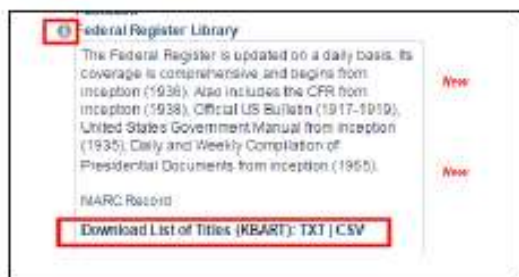 Federal Register Library
The Federal Register is updated on a daily basis. Its
coverage is comprehensive and begins from
inception (1936). Also includes the CFR from
inception (1938), Official US Bulletin (1917-1919),
United States Government Manual from inception
(1935), Daily and Weekly Compilation of
Presidential Documents from inception (1965).
New
New
MARC Record
Download List of Titles (KBART): TXT | CSV